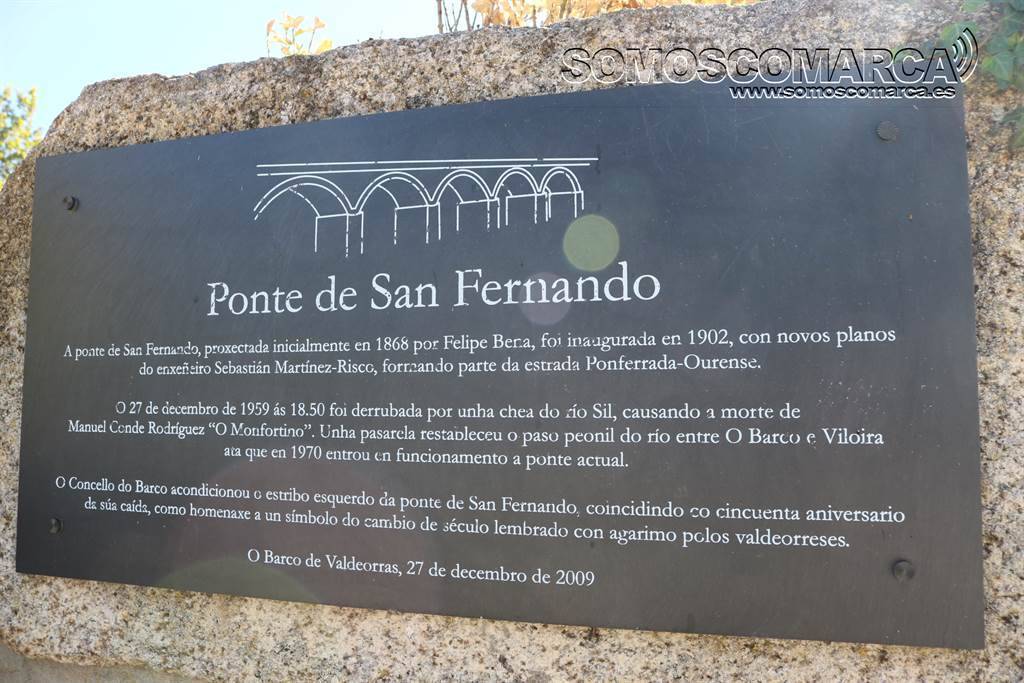 SOMOSCOMARCA
www.somoscomarca.es
Ponte de San Fernando
A ponte de San Fernando, proxectada inicialmente en 1868 por Felipe Bena, foi inaugurada en 1902, con novos planos
do enxeñeiro Sebastián Martínez-Risco, formando parte da estrada Ponferrada-Ourense.
O 27 de decembro de 1959 ás 18.50 foi derrubada por unha chea do río Sil, causando a morte de
Manuel Conde Rodríguez "O Monfortino". Unha pasarela restableceu o paso peonil do río entre O Barco e Viloira
ata que en 1970 entrou en funcionamento a ponte actual.
O Concello do Barco acondicionou o estribo esquerdo da ponte de San Fernando, coincidindo co cincuenta aniversario
da súa caída, como homenaxe a un símbolo do cambio de século lembrado con agarimo polos valdeorreses.
O Barco de Valdeorras, 27 de decembro de 2009